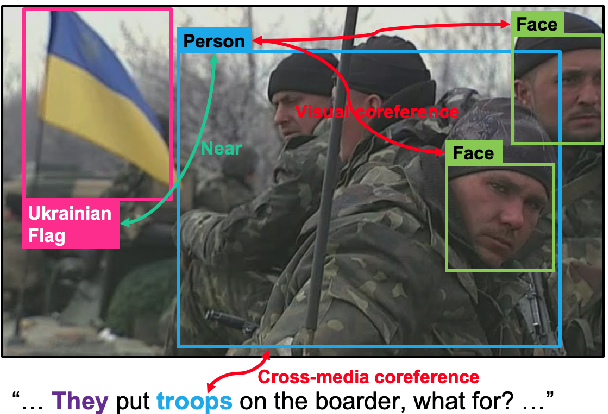 Face
Person
Visual coreference
Face
Near
Ukrainian
Flag
Cross-media coreference
“... They put troops on the boarder, what for? ...”